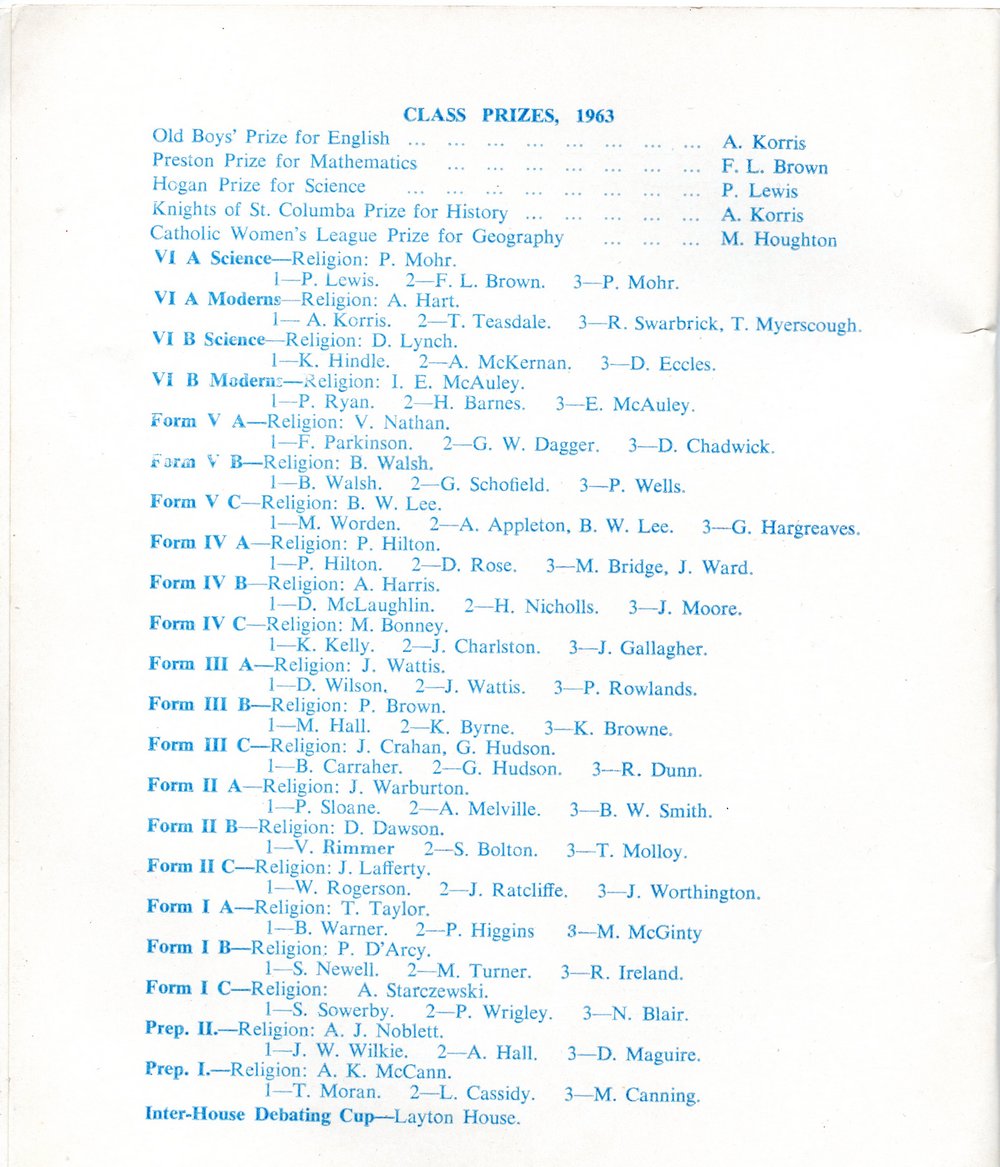 CLASS PRIZES, 1963
Old Boys' Prize for English ... ... ... ... ... ... ... ... A. Korris
Preston Prize for Mathematics ... ... ... ... ... ... ... F. L. Brown
Hogan Prize for Science ... ... ... ... ... ... ... ... P. Lewis
Knights of St. Columba Prize for History ... ... ... ... ... A. Korris
Catholic Women's League Prize for Geography ... ... ... M. Houghton
VI A Science—Religion: P. Mohr.
1—P. Lewis. 2—F. L. Brown. 3—P. Mohr.
VI A Moderns—Religion: A. Hart.
1— A. Korris. 2—T. Teasdale. 3—R. Swarbrick, T. Myerscough.
VI B Science—Religion: D. Lynch.
1—K. Hindle. 2—A. McKernan. 3—D. Eccles.
VI B Moderns—Religion: I. E. McAuley.
1—P. Ryan. 2—H. Barnes. 3—E. McAuley.
Form V A—Religion: V. Nathan.
1—F. Parkinson. 2—G. W. Dagger. 3—D. Chadwick.
Form V B—Religion: B. Walsh.
1—B. Walsh. 2—G. Schofield. 3—P. Wells.
Form V C—Religion: B. W. Lee.
1—M. Worden. 2—A. Appleton, B. W. Lee. 3—G. Hargreaves.
Form IV A—Religion: P. Hilton.
1—P. Hilton. 2—D. Rose. 3—M. Bridge, J. Ward.
Form IV B—Religion: A. Harris.
1—D. McLaughlin. 2—H. Nicholls. 3—J. Moore.
Form IV C—Religion: M. Bonney.
1—K. Kelly. 2—J. Charlston. 3—J. Gallagher.
Form III A—Religion: J. Wattis.
1—D. Wilson. 2—J. Wattis. 3—P. Rowlands.
Form III B—Religion: P. Brown.
1—M. Hall. 2—K. Byrne. 3—K. Browne.
Form III C—Religion: J. Crahan, G. Hudson.
1—B. Carraher. 2—G. Hudson. 3—R. Dunn.
Form II A—Religion: J. Warburton.
1—P. Sloane. 2—A. Melville. 3—B. W. Smith.
Form II B—Religion: D. Dawson.
1—V. Rimmer 2—S. Bolton. 3—T. Molloy.
Form II C—Religion: J. Lafferty.
1—W. Rogerson. 2—J. Ratcliffe. 3—J. Worthington.
Form I A—Religion: T. Taylor.
1—B. Warner. 2—P. Higgins 3—M. McGinty
Form I B—Religion: P. D'Arcy.
1—S. Newell. 2—M. Turner. 3—R. Ireland.
Form I C—Religion: A. Starczewski.
1—S. Sowerby. 2—P. Wrigley. 3—N. Blair.
Prep. II.—Religion: A. J. Noblett.
1—J. W. Wilkie. 2—A. Hall. 3—D. Maguire.
Prep. I.—Religion: A. K. McCann.
1—T. Moran. 2—L. Cassidy. 3—M. Canning.
Inter-House Debating Cup—Layton House.